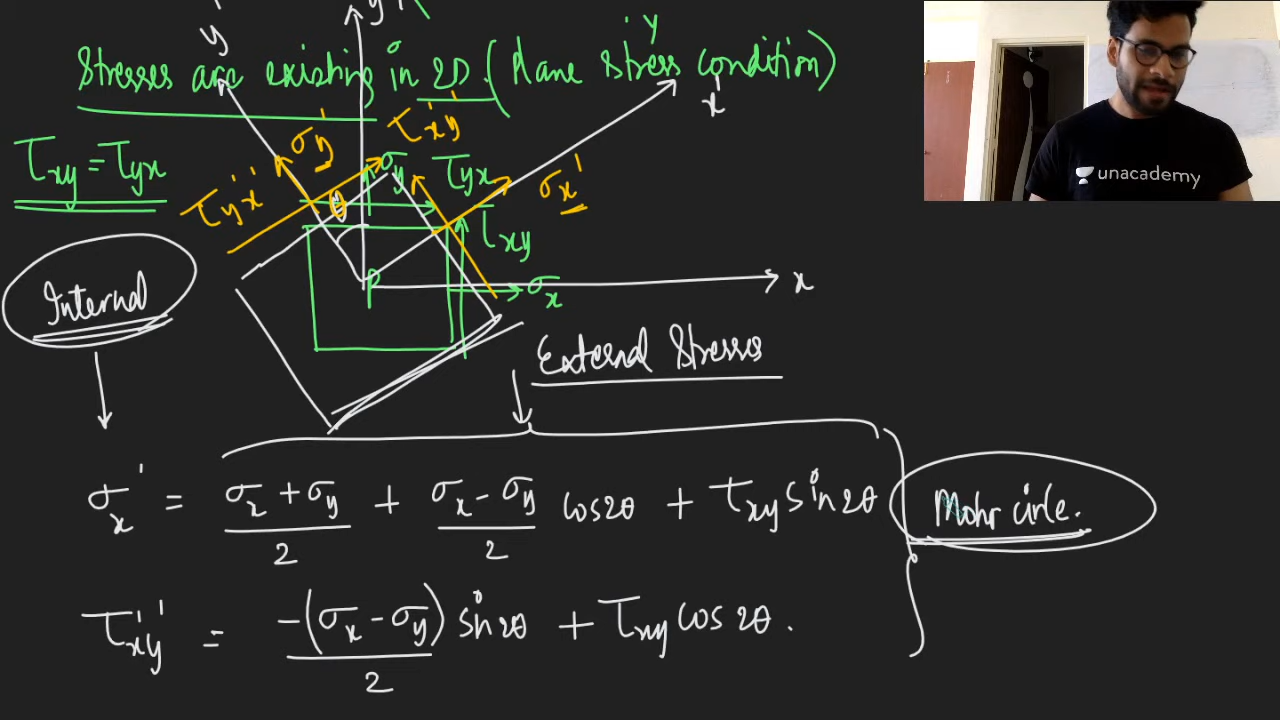 y'
y
y
Stresses are existing in 2D. (Plane stress condition)
x'
τxy = τyx
σy'
τx'y'
σy
τyx
σx'
τy'x'
θ
τxy
P
σx
x
Internal
External Stresses
σx' = σx + σy / 2 + σx - σy / 2 cos2θ + τxy sin2θ
Mohr circle.
τx'y' = -(σx - σy) / 2 sin2θ + τxy cos2θ.
unacademy